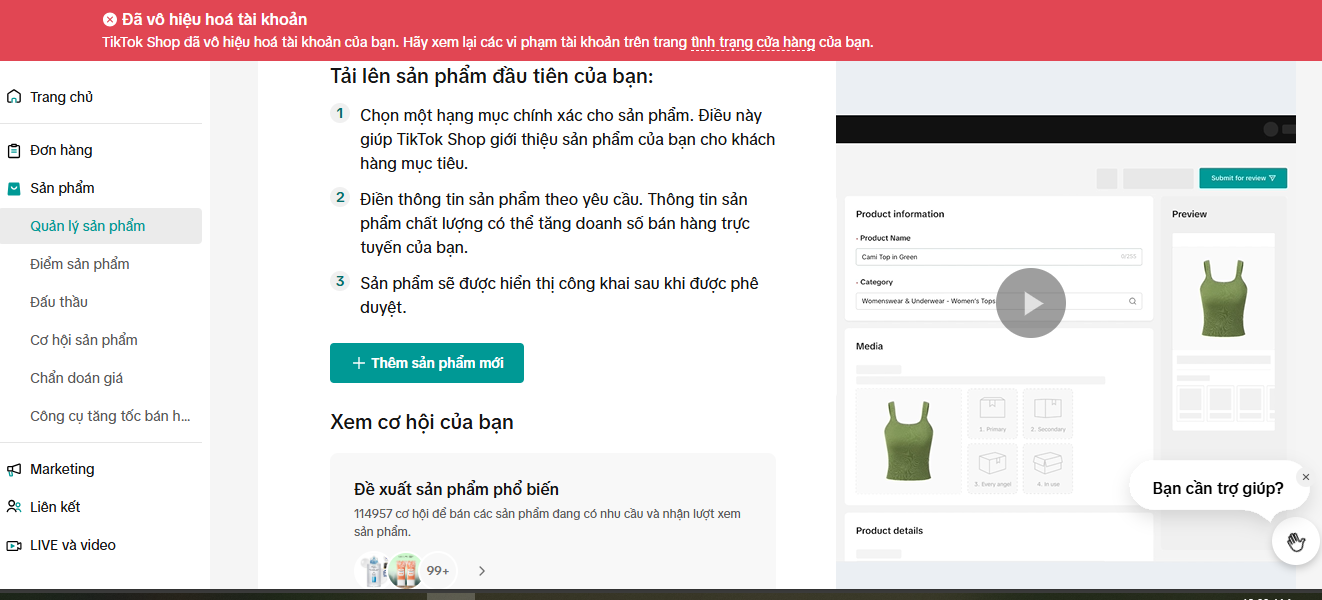 Đã vô hiệu hoá tài khoản
TikTok Shop đã vô hiệu hoá tài khoản của bạn. Hãy xem lại các vi phạm tài khoản trên trang tình trạng cửa hàng của bạn.
Trang chủ
Đơn hàng
Sản phẩm
Quản lý sản phẩm
Điểm sản phẩm
Đấu thầu
Cơ hội sản phẩm
Chẩn đoán giá
Công cụ tăng tốc bán h...
Marketing
Liên kết
LIVE và video
Tải lên sản phẩm đầu tiên của bạn:
1 Chọn một hạng mục chính xác cho sản phẩm. Điều này
giúp TikTok Shop giới thiệu sản phẩm của bạn cho khách
hàng mục tiêu.
2 Điền thông tin sản phẩm theo yêu cầu. Thông tin sản
phẩm chất lượng có thể tăng doanh số bán hàng trực
tuyến của bạn.
3 Sản phẩm sẽ được hiển thị công khai sau khi được phê
duyệt.
+ Thêm sản phẩm mới
Xem cơ hội của bạn
Đề xuất sản phẩm phổ biến
114957 cơ hội để bán các sản phẩm đang có nhu cầu và nhận lượt xem
sản phẩm.
99+
Submit for review
Product information
Product Name
Cami Top in Green 0/255
Category
Womenswear & Underwear - Women's Tops
Media
1. Primary
2. Secondary
3. Every angel
4. In use
Product details
Preview
Bạn cần trợ giúp?